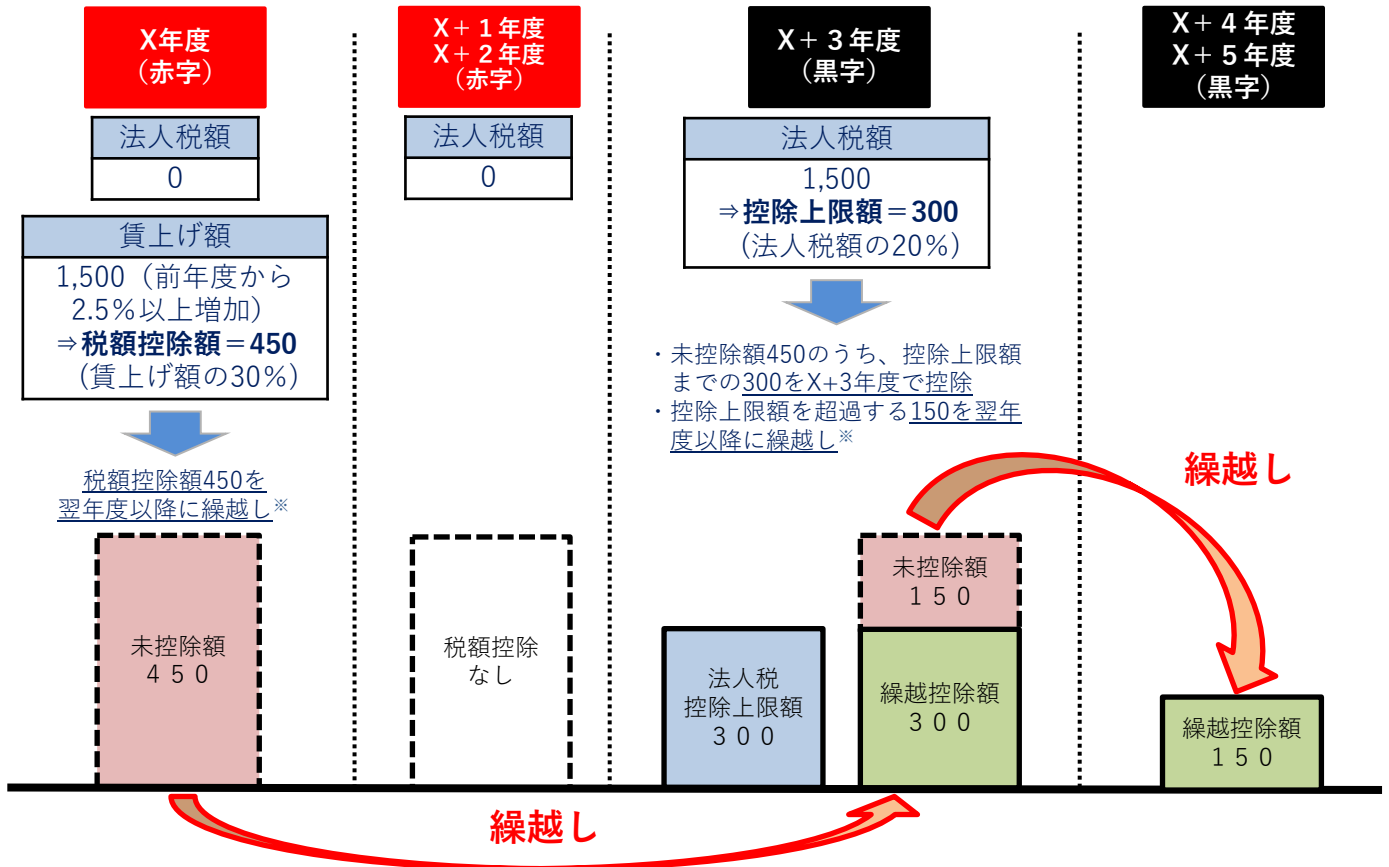 X年度
（赤字）
法人税額
0
賃上げ額
1,500（前年度から
2.5%以上増加）
⇒税額控除額＝450
（賃上げ額の30%）
税額控除額450を
翌年度以降に繰越し※
未控除額
４５０
X＋１年度
X＋２年度
（赤字）
法人税額
0
税額控除
なし
X＋３年度
（黒字）
法人税額
1,500
⇒控除上限額＝300
（法人税額の20%）
・未控除額450のうち、控除上限額
までの300をX+3年度で控除
・控除上限額を超過する150を翌年
度以降に繰越し※
法人税
控除上限額
３００
未控除額
１５０
繰越控除額
３００
X＋４年度
X＋５年度
（黒字）
繰越し
繰越控除額
１５０
繰越し